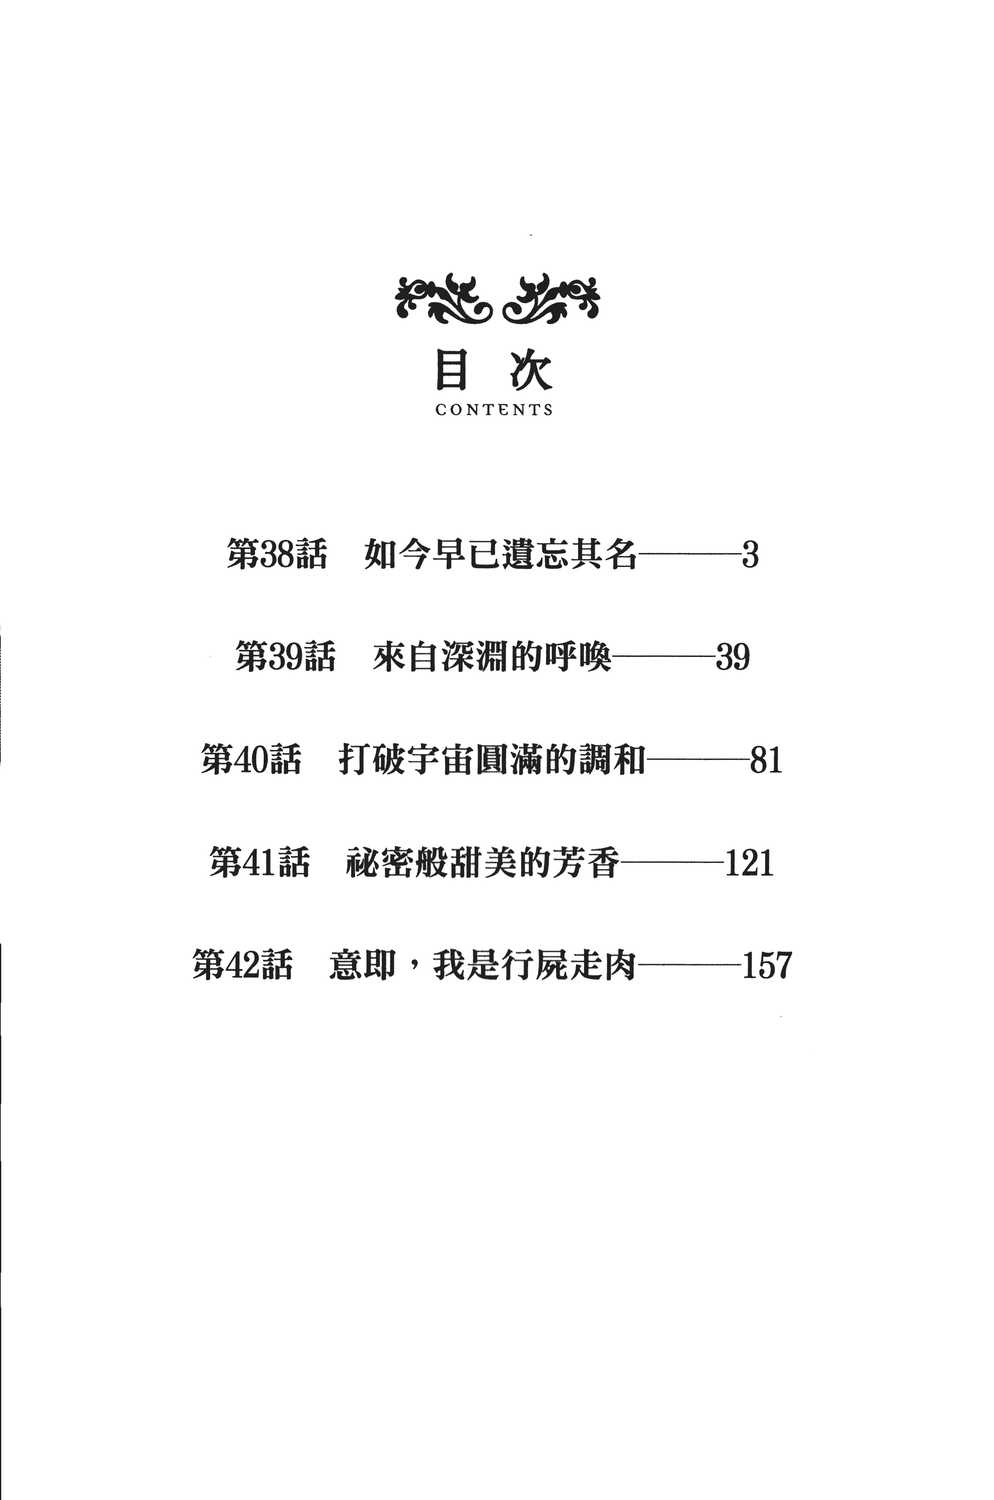 目次
CONTENTS
第38話　如今早已遺忘其名———3
第39話　來自深淵的呼喚———39
第40話　打破宇宙圓滿的調和———81
第41話　祕密般甜美的芳香———121
第42話　意即，我是行屍走肉———157